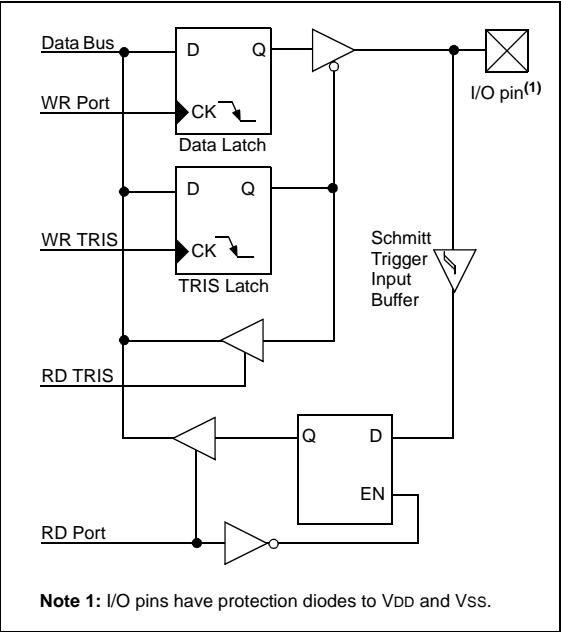 Data Bus
D Q
WR Port
CK
Data Latch
I/O pin(1)
D Q
WR TRIS
CK
TRIS Latch
Schmitt
Trigger
Input
Buffer
RD TRIS
Q D
EN
RD Port
Note 1: I/O pins have protection diodes to VDD and VSS.